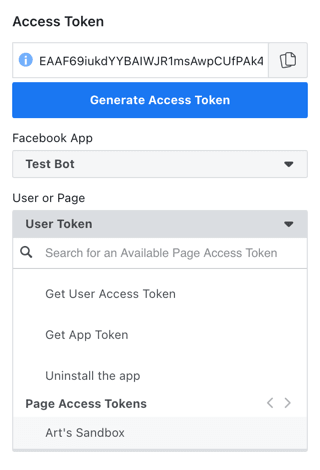 Access Token
EAAF69iukdYYBAIWJR1msAwpCUfPAk4
Generate Access Token
Facebook App
Test Bot
User or Page
User Token
Search for an Available Page Access Token
Get User Access Token
Get App Token
Uninstall the app
Page Access Tokens
Art's Sandbox